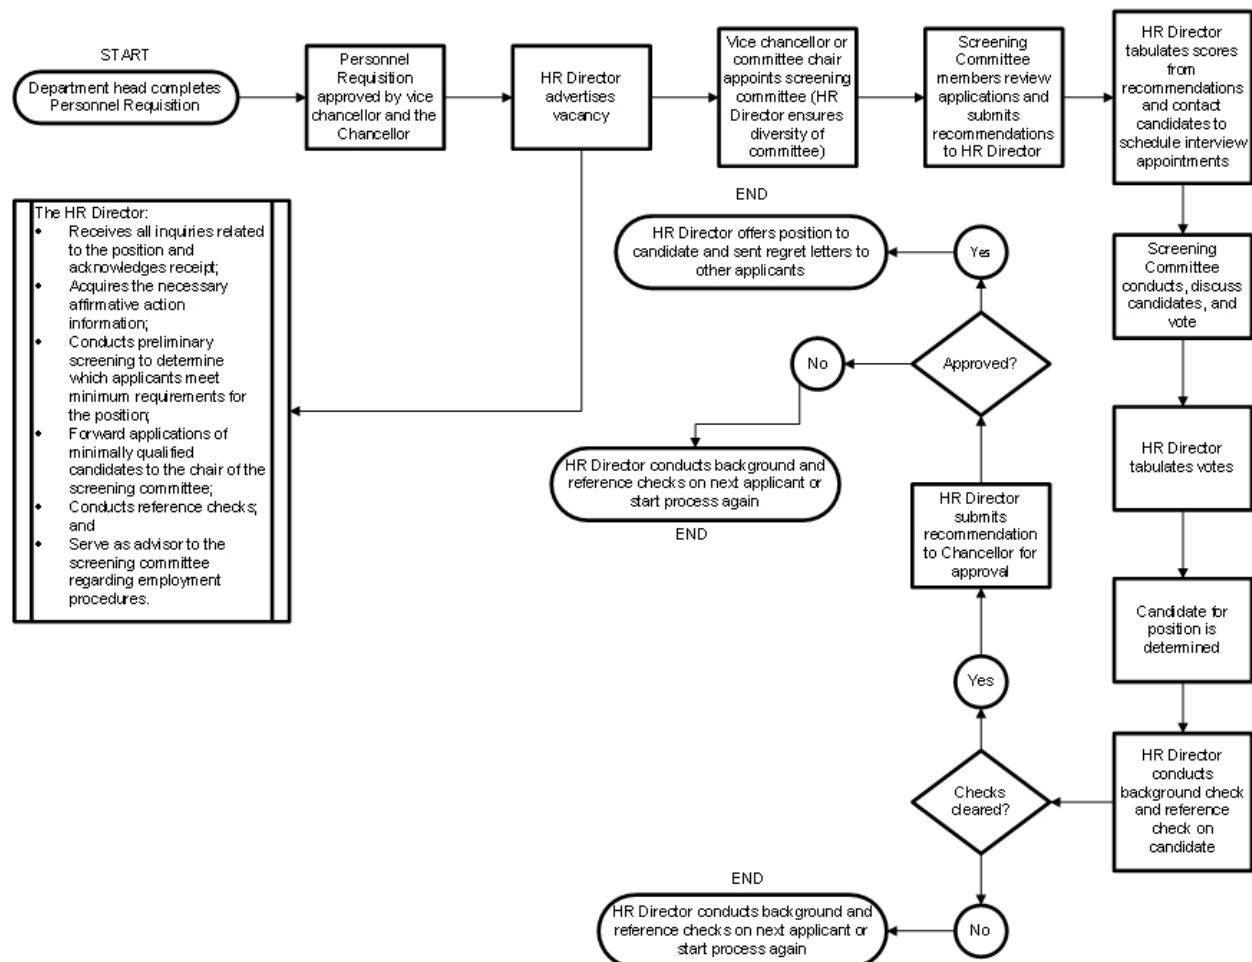 START
Department head completes
Personnel Requisition
Personnel
Requisition
approved by vice
chancellor and the
Chancellor
HR Director
advertises
vacancy
Vice chancellor or
committee chair
appoints screening
committee (HR
Director ensures
diversity of
committee)
Screening
Committee
members review
applications and
submits
recommendations
to HR Director
HR Director
tabulates scores
from
recommendations
and contact
candidates to
schedule interview
appointments
The HR Director:
• Receives all inquiries related
to the position and
acknowledges receipt;
• Acquires the necessary
affirmative action
information;
• Conducts preliminary
screening to determine
which applicants meet
minimum requirements for
the position;
• Forward applications of
minimally qualified
candidates to the chair of the
screening committee;
• Conducts reference checks;
and
• Serve as advisor to the
screening committee
regarding employment
procedures.
Screening
Committee
conducts, discuss
candidates, and
vote
HR Director
tabulates votes
Candidate for
position is
determined
HR Director
conducts
background check
and reference
check on
candidate
Checks
cleared?
Yes
No
END
HR Director conducts background and
reference checks on next applicant or
start process again
HR Director
submits
recommendation
to Chancellor for
approval
Approved?
Yes
No
END
HR Director offers position to
candidate and sent regret letters to
other applicants
HR Director conducts background and
reference checks on next applicant or
start process again
END